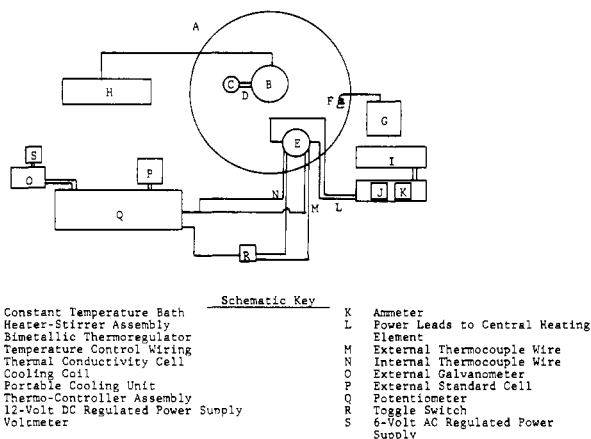 A
H
C
B
D
F
G
E
I
S
O
P
J
K
N
M
L
Q
R
Schematic Key
Constant Temperature Bath
Heater-Stirrer Assembly
Bimetallic Thermoregulator
Temperature Control Wiring
Thermal Conductivity Cell
Cooling Coil
Portable Cooling Unit
Thermo-Controller Assembly
12-Volt DC Regulated Power Supply
Voltmeter
K Ammeter
L Power Leads to Central Heating
Element
M External Thermocouple Wire
N Internal Thermocouple Wire
O External Galvanometer
P External Standard Cell
Q Potentiometer
R Toggle Switch
S 6-Volt AC Regulated Power
Supply